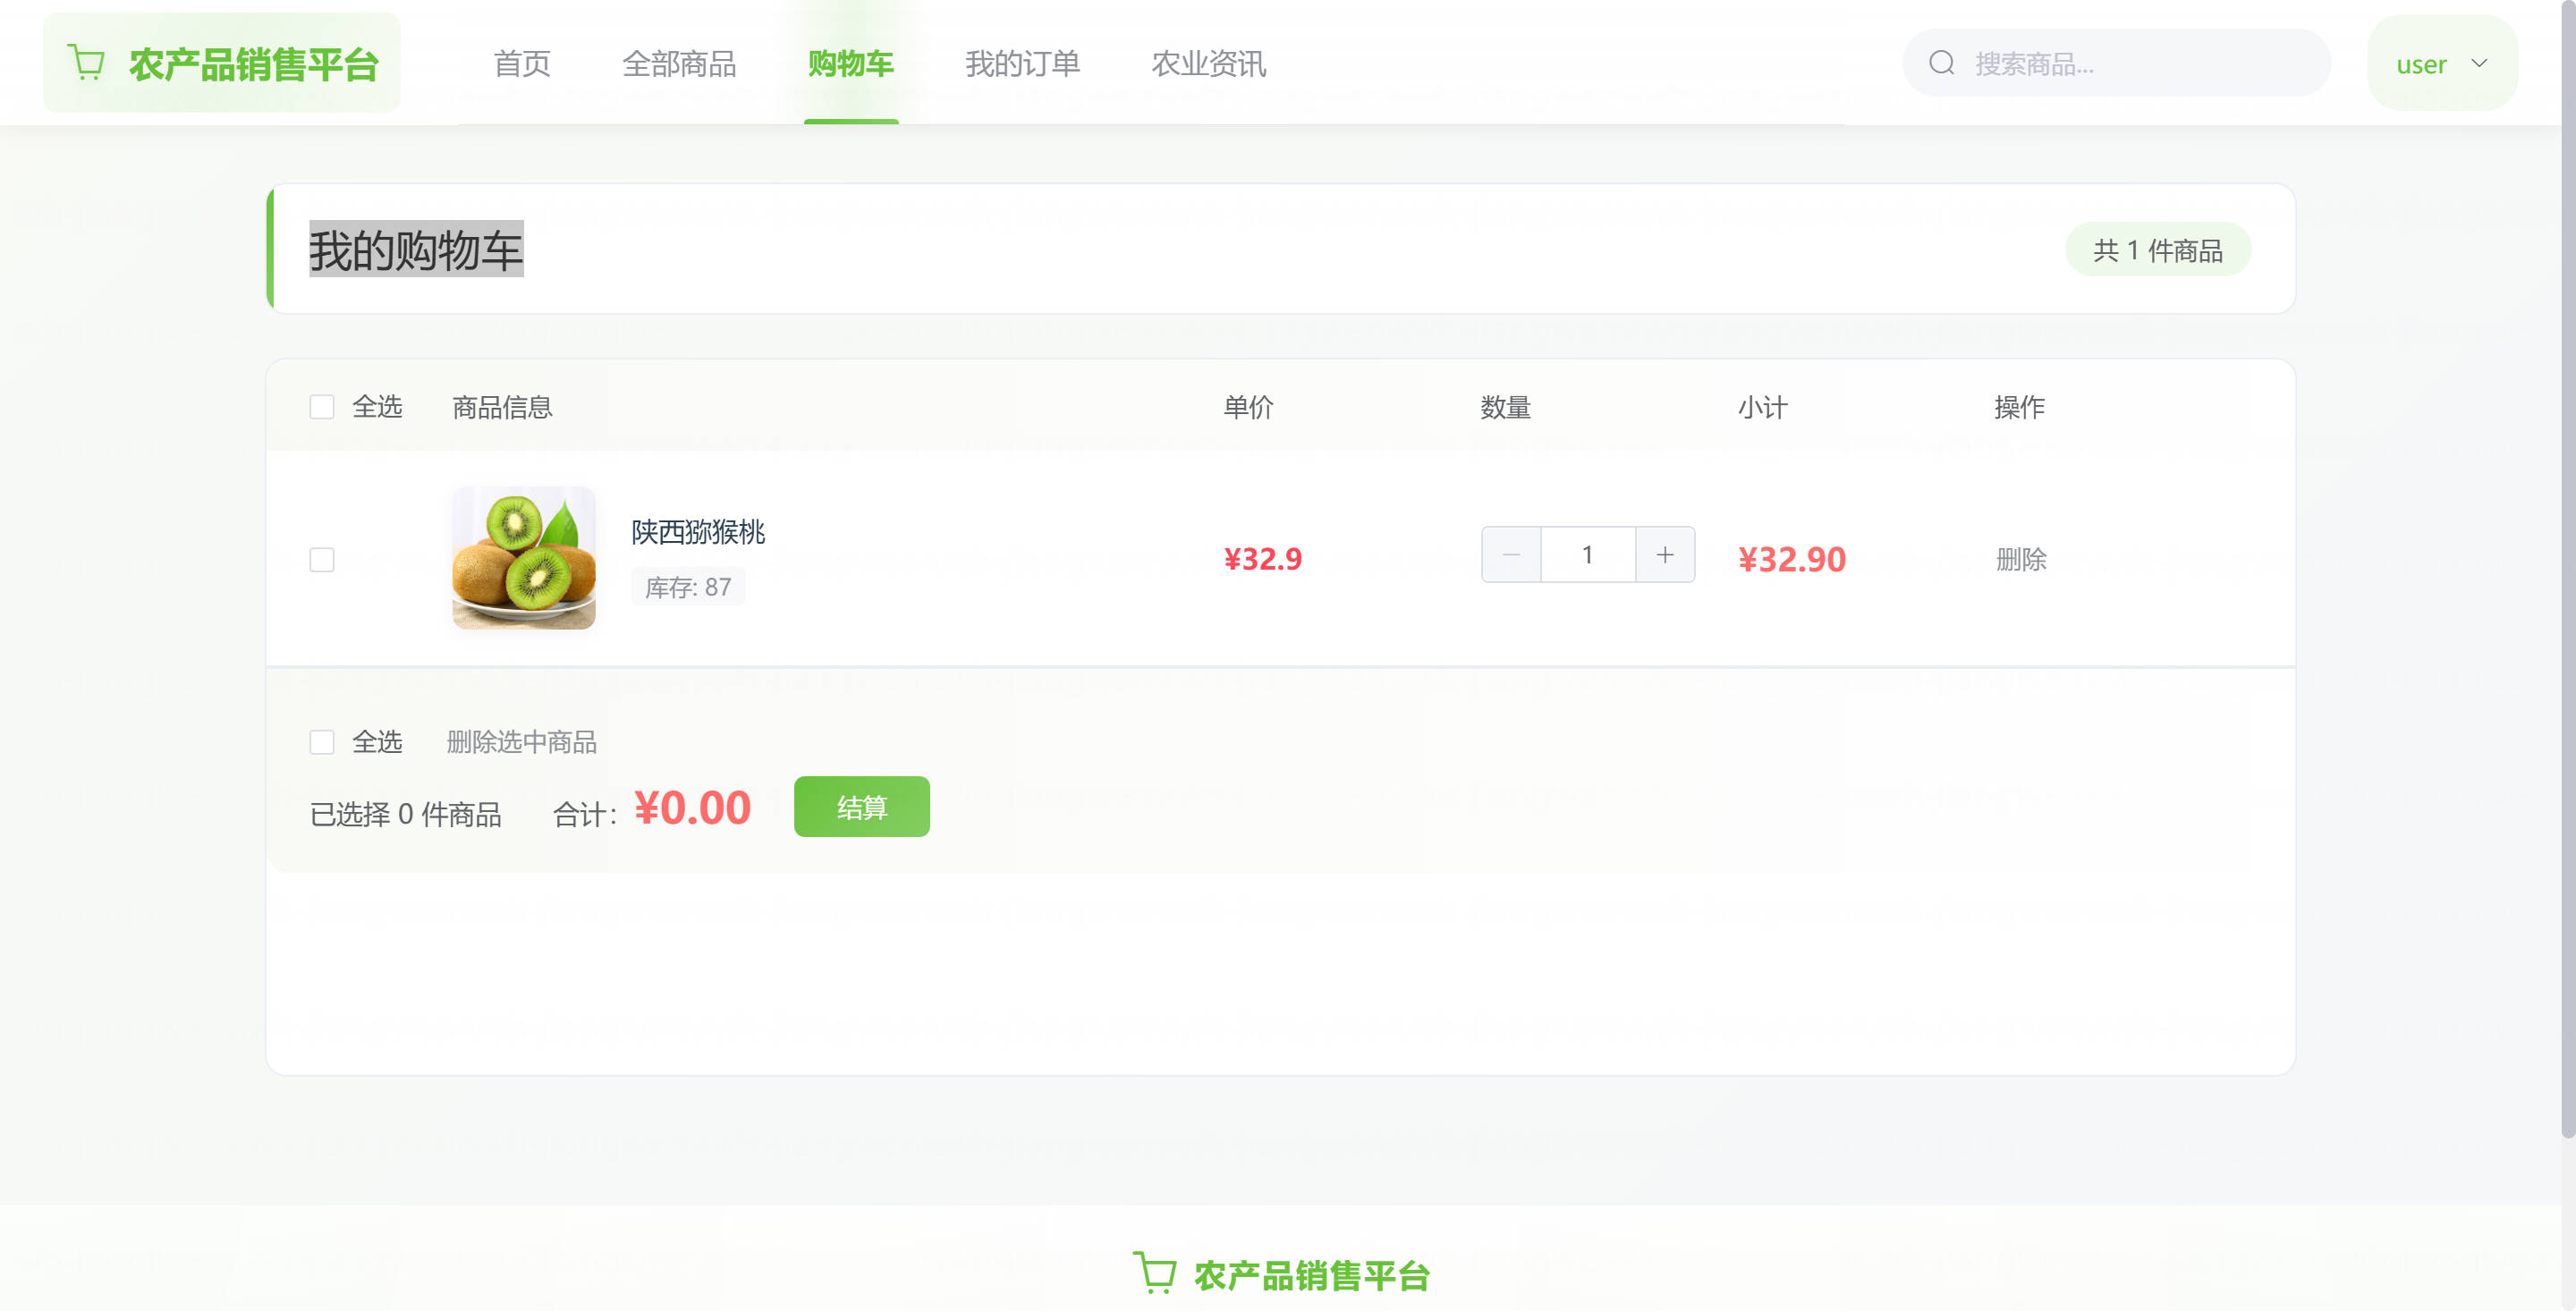 农产品销售平台
首页 全部商品 购物车 我的订单 农业资讯
搜索商品...
user
我的购物车
共 1 件商品
全选 商品信息 单价 数量 小计 操作
陕西猕猴桃
库存: 87
¥32.9
1
¥32.90
删除
全选 删除选中商品
已选择 0 件商品 合计: ¥0.00 结算
农产品销售平台